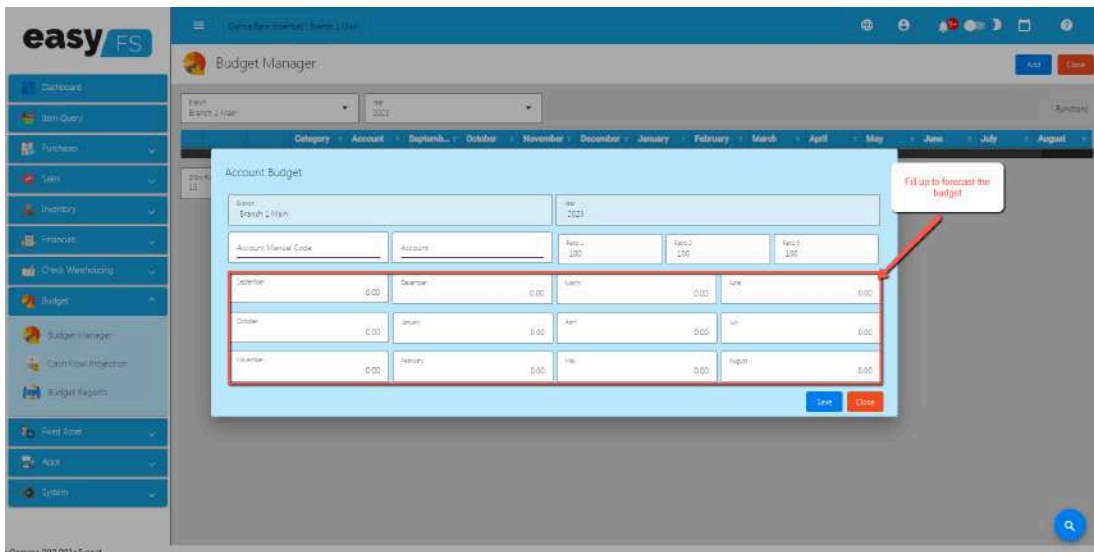 easy FS
Budget Manager
Add
Close
Dashboard
Item Query
Purchases
Sales
Inventory
Financials
Check Warehousing
Budget
Budget Manager
Cash Flow Projection
Budget Reports
Fixed Asset
Apps
System
Branch
Branch 1 Main
Year
2023
Functions
Category Account Septemb... October November December January February March April May June July August
Account Budget
Branch
Branch 1 Main
Year
2023
Account Manual Code
Account
Ratio 1
100
Ratio 2
100
Ratio 3
100
September
0.00
December
0.00
March
0.00
June
0.00
October
0.00
January
0.00
April
0.00
July
0.00
November
0.00
February
0.00
May
0.00
August
0.00
Save
Close
Fill up to forecast the
budget